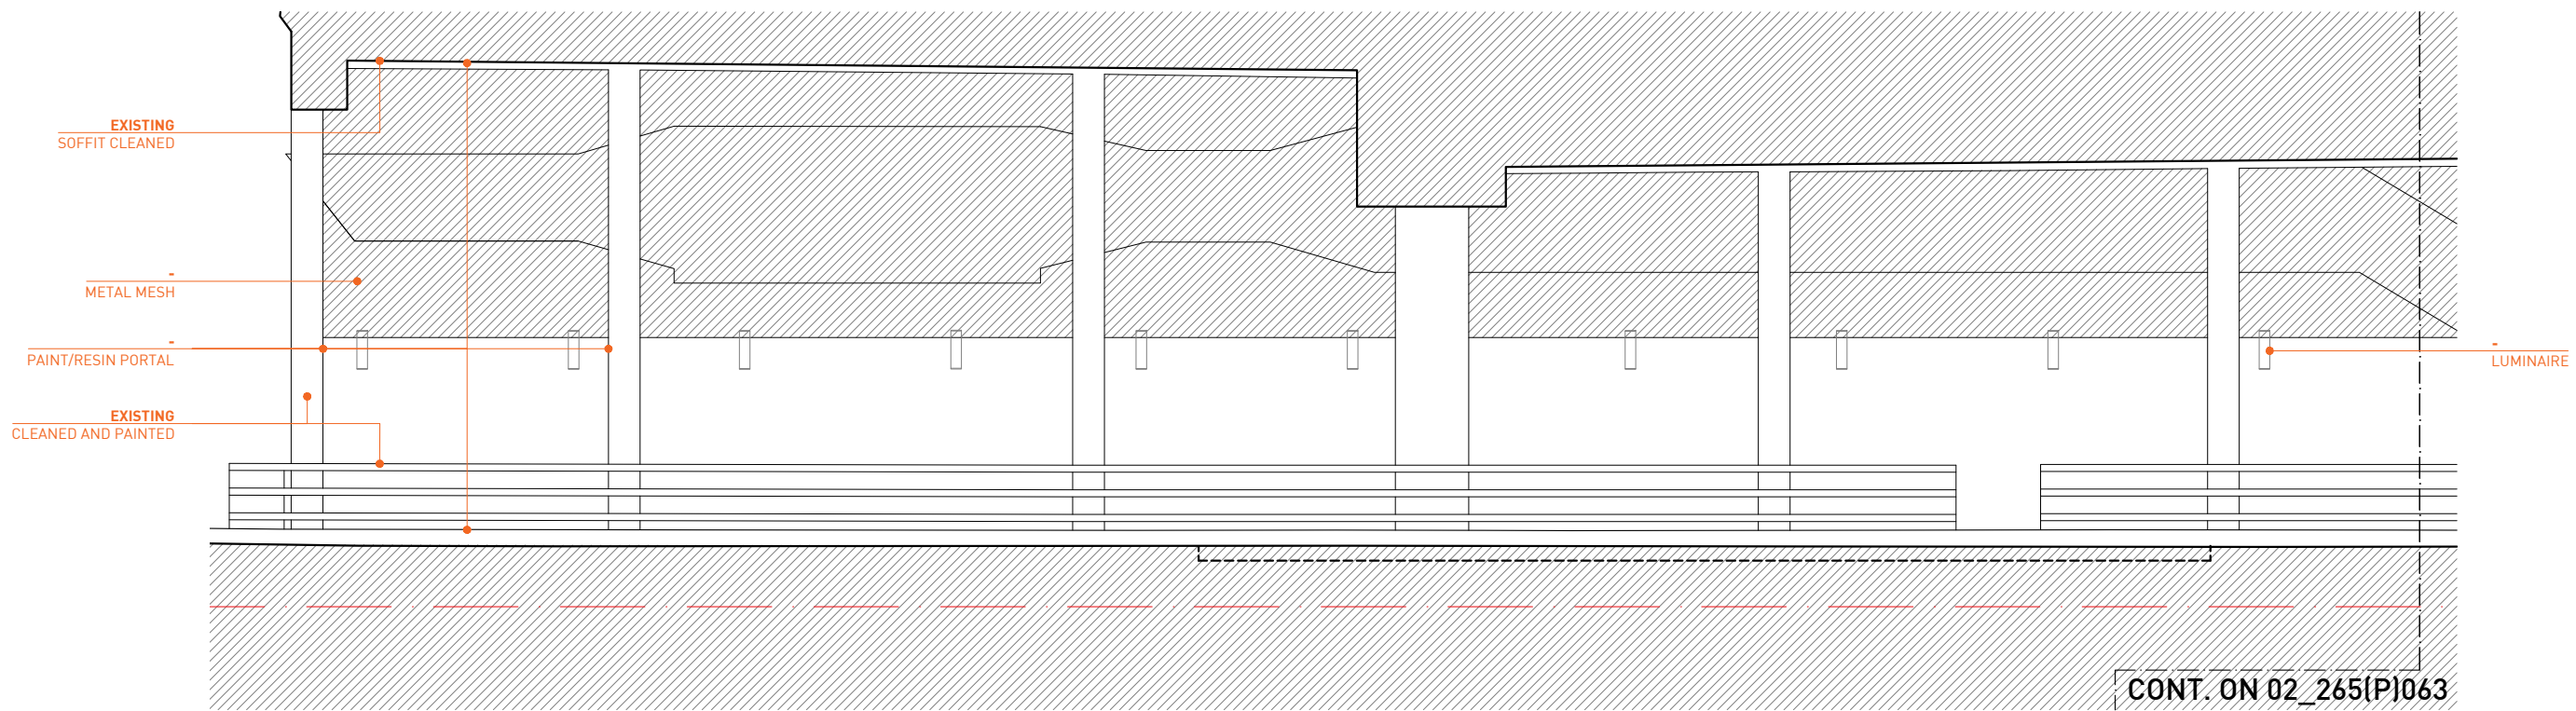 EXISTING
SOFFIT CLEANED
-
METAL MESH
-
PAINT/RESIN PORTAL
EXISTING
CLEANED AND PAINTED
-
LUMINAIRE
CONT. ON 02_265(P)063